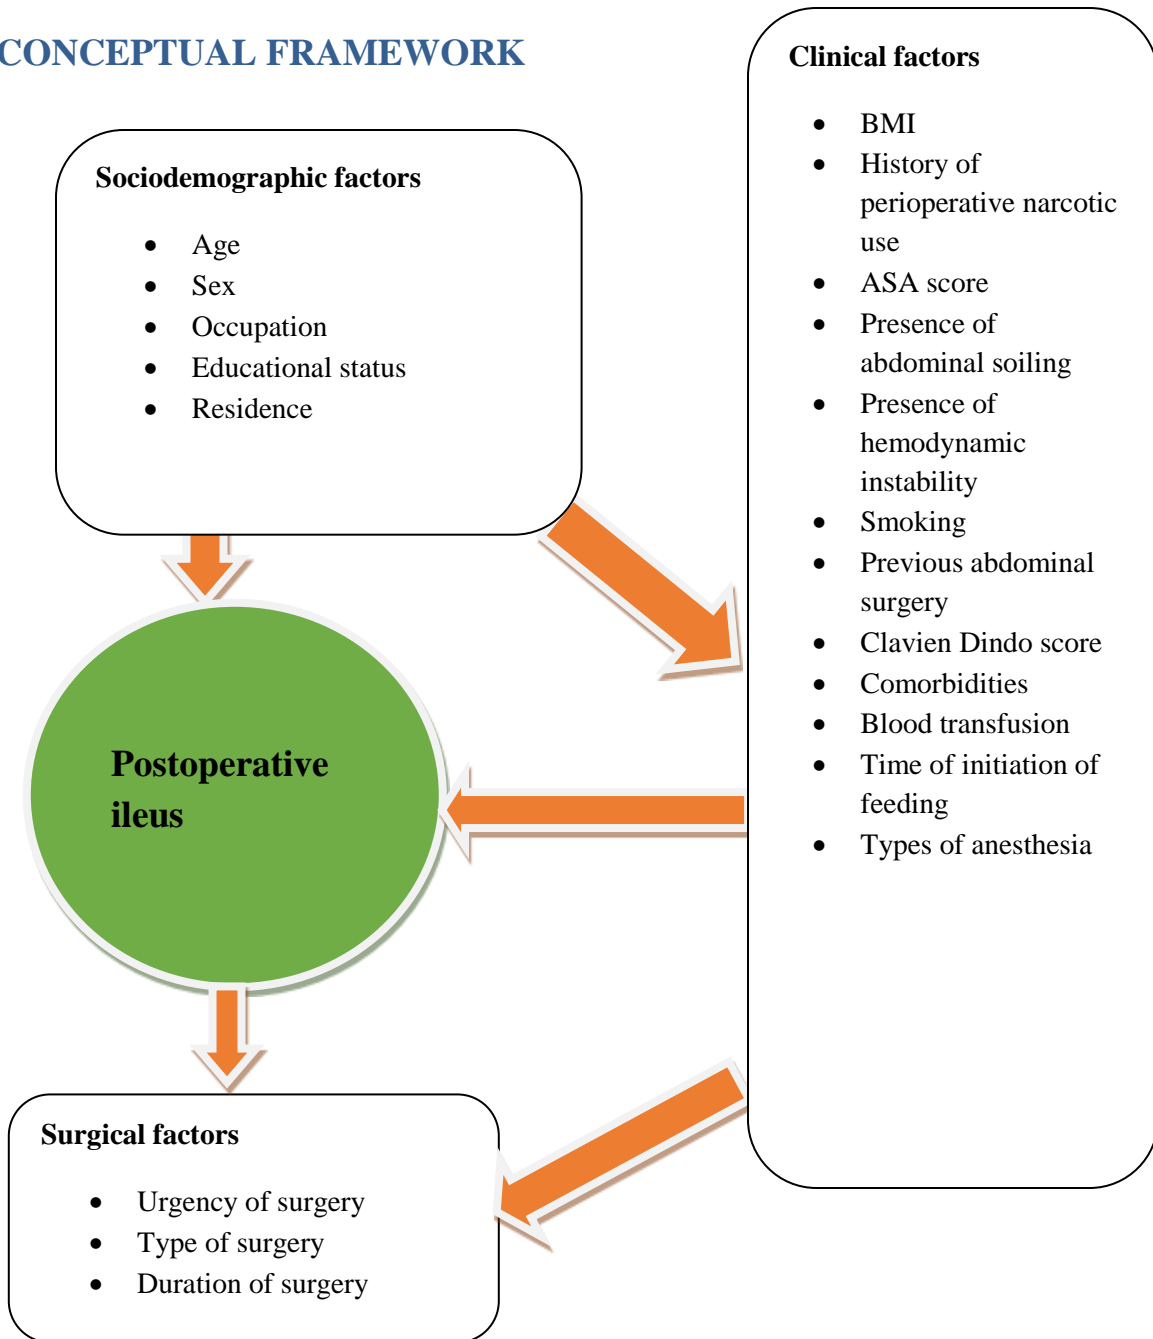 CONCEPTUAL FRAMEWORK
Sociodemographic factors
• Age
• Sex
• Occupation
• Educational status
• Residence
Clinical factors
• BMI
• History of
perioperative narcotic
use
• ASA score
• Presence of
abdominal soiling
• Presence of
hemodynamic
instability
• Smoking
• Previous abdominal
surgery
• Clavien Dindo score
• Comorbidities
• Blood transfusion
• Time of initiation of
feeding
• Types of anesthesia
Postoperative
ileus
Surgical factors
• Urgency of surgery
• Type of surgery
• Duration of surgery